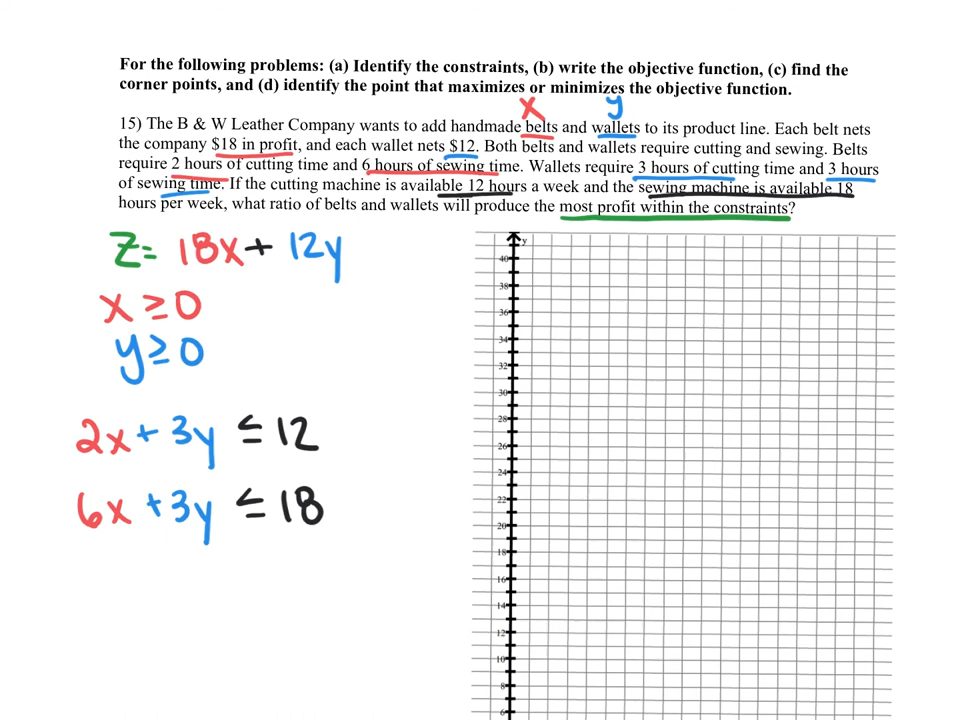 For the following problems: (a) Identify the constraints, (b) write the objective function, (c) find the
corner points, and (d) identify the point that maximizes or minimizes the objective function.
x y
15) The B & W Leather Company wants to add handmade belts and wallets to its product line. Each belt nets
the company $18 in profit, and each wallet nets $12. Both belts and wallets require cutting and sewing. Belts
require 2 hours of cutting time and 6 hours of sewing time. Wallets require 3 hours of cutting time and 3 hours
of sewing time. If the cutting machine is available 12 hours a week and the sewing machine is available 18
hours per week, what ratio of belts and wallets will produce the most profit within the constraints?
z= 18x + 12y
x ≥ 0
y ≥ 0
2x + 3y ≤ 12
6x + 3y ≤ 18
y
40
38
36
34
32
30
28
26
24
22
20
18
16
14
12
10
8
6